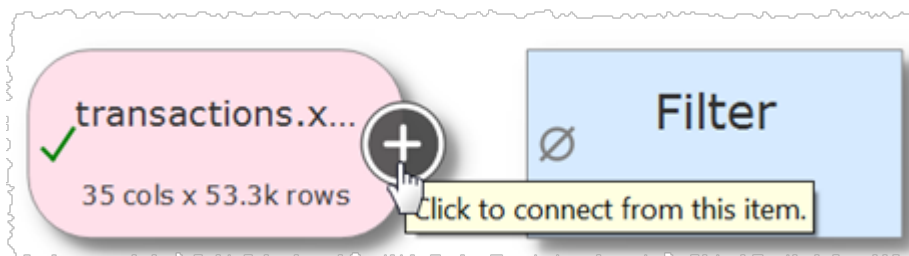 transactions.x...
35 cols x 53.3k rows
Filter
Click to connect from this item.